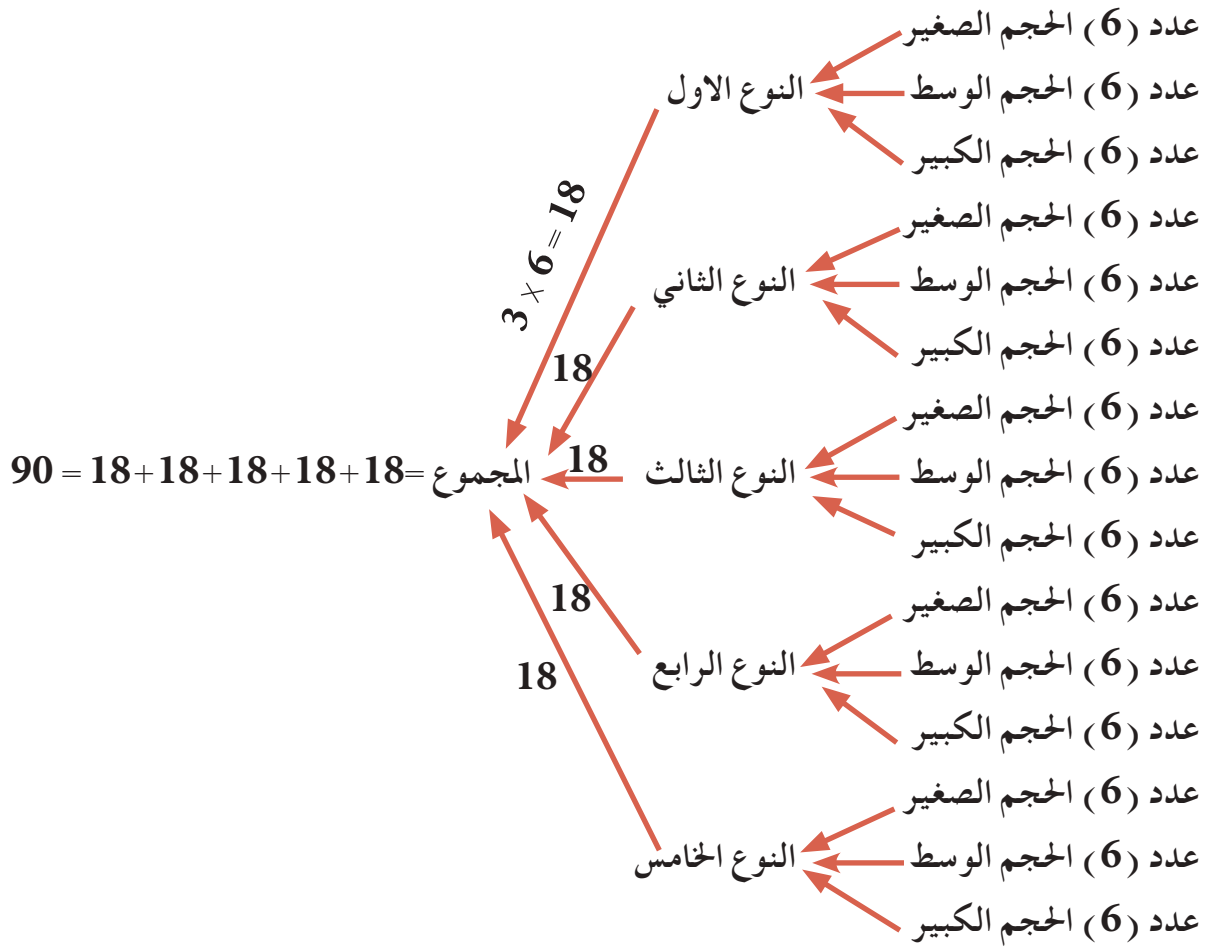 عدد (6) الحجم الصغير
عدد (6) الحجم الوسط
النوع الاول
عدد (6) الحجم الكبير
3 × 6 = 18
عدد (6) الحجم الصغير
عدد (6) الحجم الوسط
النوع الثاني
عدد (6) الحجم الكبير
18
عدد (6) الحجم الصغير
عدد (6) الحجم الوسط
النوع الثالث
18
المجموع =18+18+18+18+18 = 90
عدد (6) الحجم الكبير
عدد (6) الحجم الصغير
18
عدد (6) الحجم الوسط
النوع الرابع
18
عدد (6) الحجم الكبير
عدد (6) الحجم الصغير
عدد (6) الحجم الوسط
النوع الخامس
عدد (6) الحجم الكبير